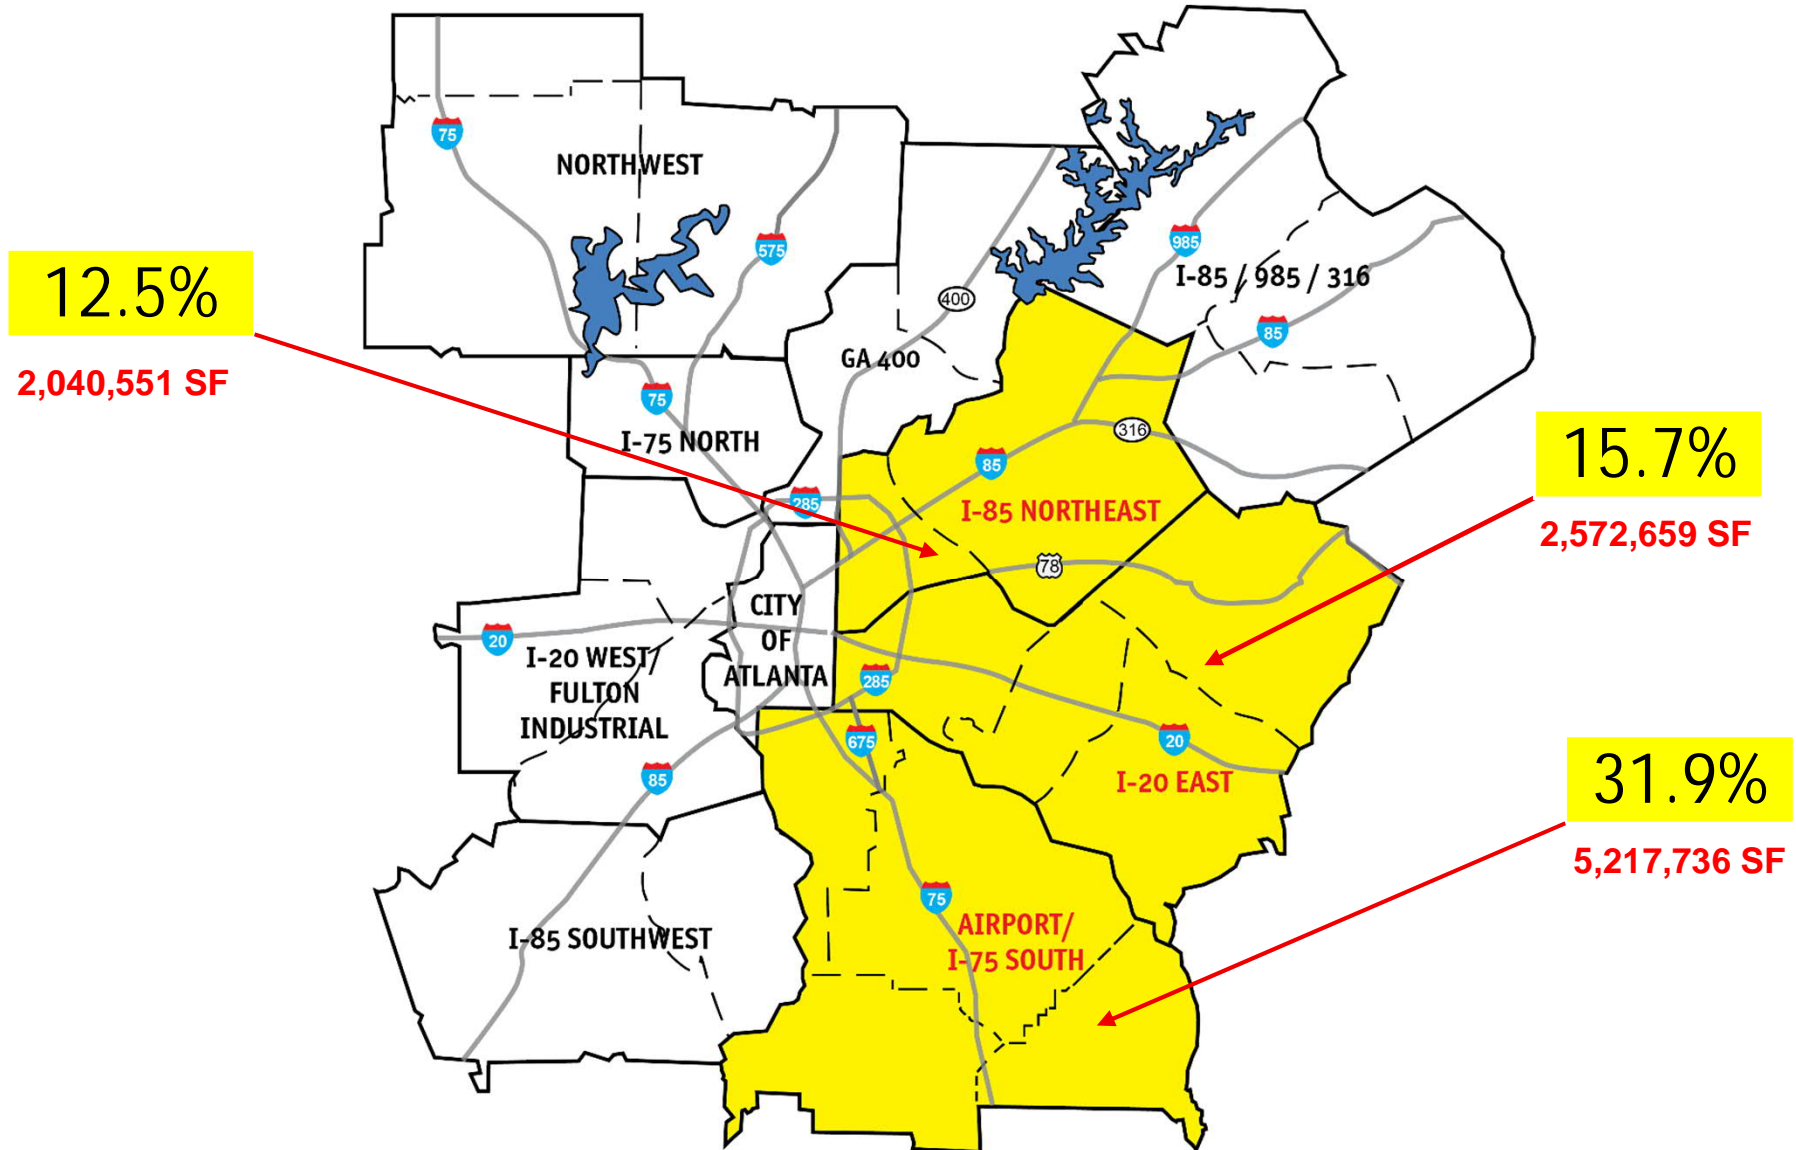 75
NORTHWEST
575
985
I-85 / 985 / 316
12.5%
400
85
2,040,551 SF
GA 400
75
I-75 NORTH
316
15.7%
85
285
I-85 NORTHEAST
2,572,659 SF
78
CITY
OF
ATLANTA
20
I-20 WEST/
FULTON
INDUSTRIAL
285
675
20
I-20 EAST
31.9%
85
5,217,736 SF
75
AIRPORT/
I-75 SOUTH
I-85 SOUTHWEST